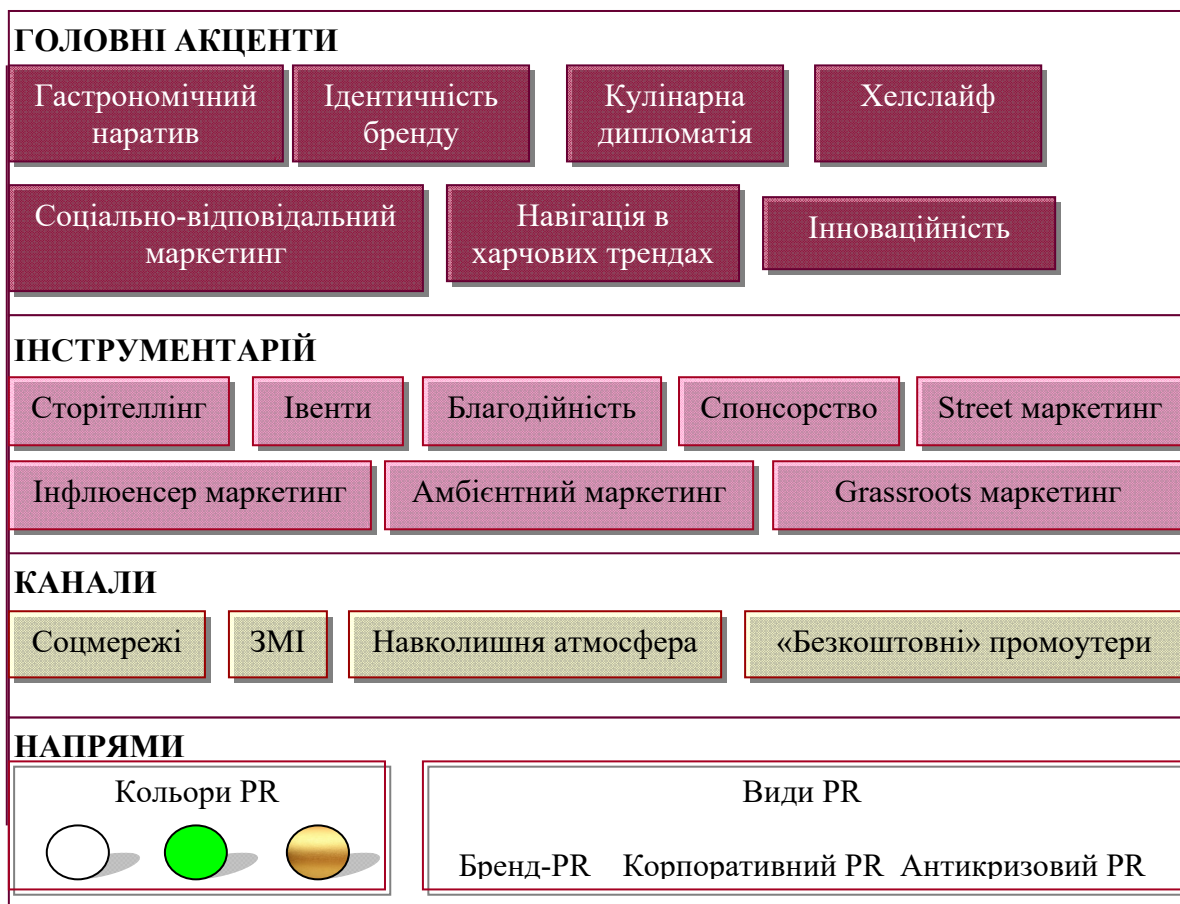 ГОЛОВНІ АКЦЕНТИ
Гастрономічний
наратив
Ідентичність
бренду
Кулінарна
дипломатія
Хелслайф
Соціально-відповідальний
маркетинг
Навігація в
харчових трендах
Інноваційність
ІНСТРУМЕНТАРІЙ
Сторітеллінг
Івенти
Благодійність
Спонсорство
Street маркетинг
Інфлюенсер маркетинг
Амбієнтний маркетинг
Grassroots маркетинг
КАНАЛИ
Соцмережі
ЗМІ
Навколишня атмосфера
«Безкоштовні» промоутери
НАПРЯМИ
Кольори PR
Види PR
Бренд-PR Корпоративний PR Антикризовий PR